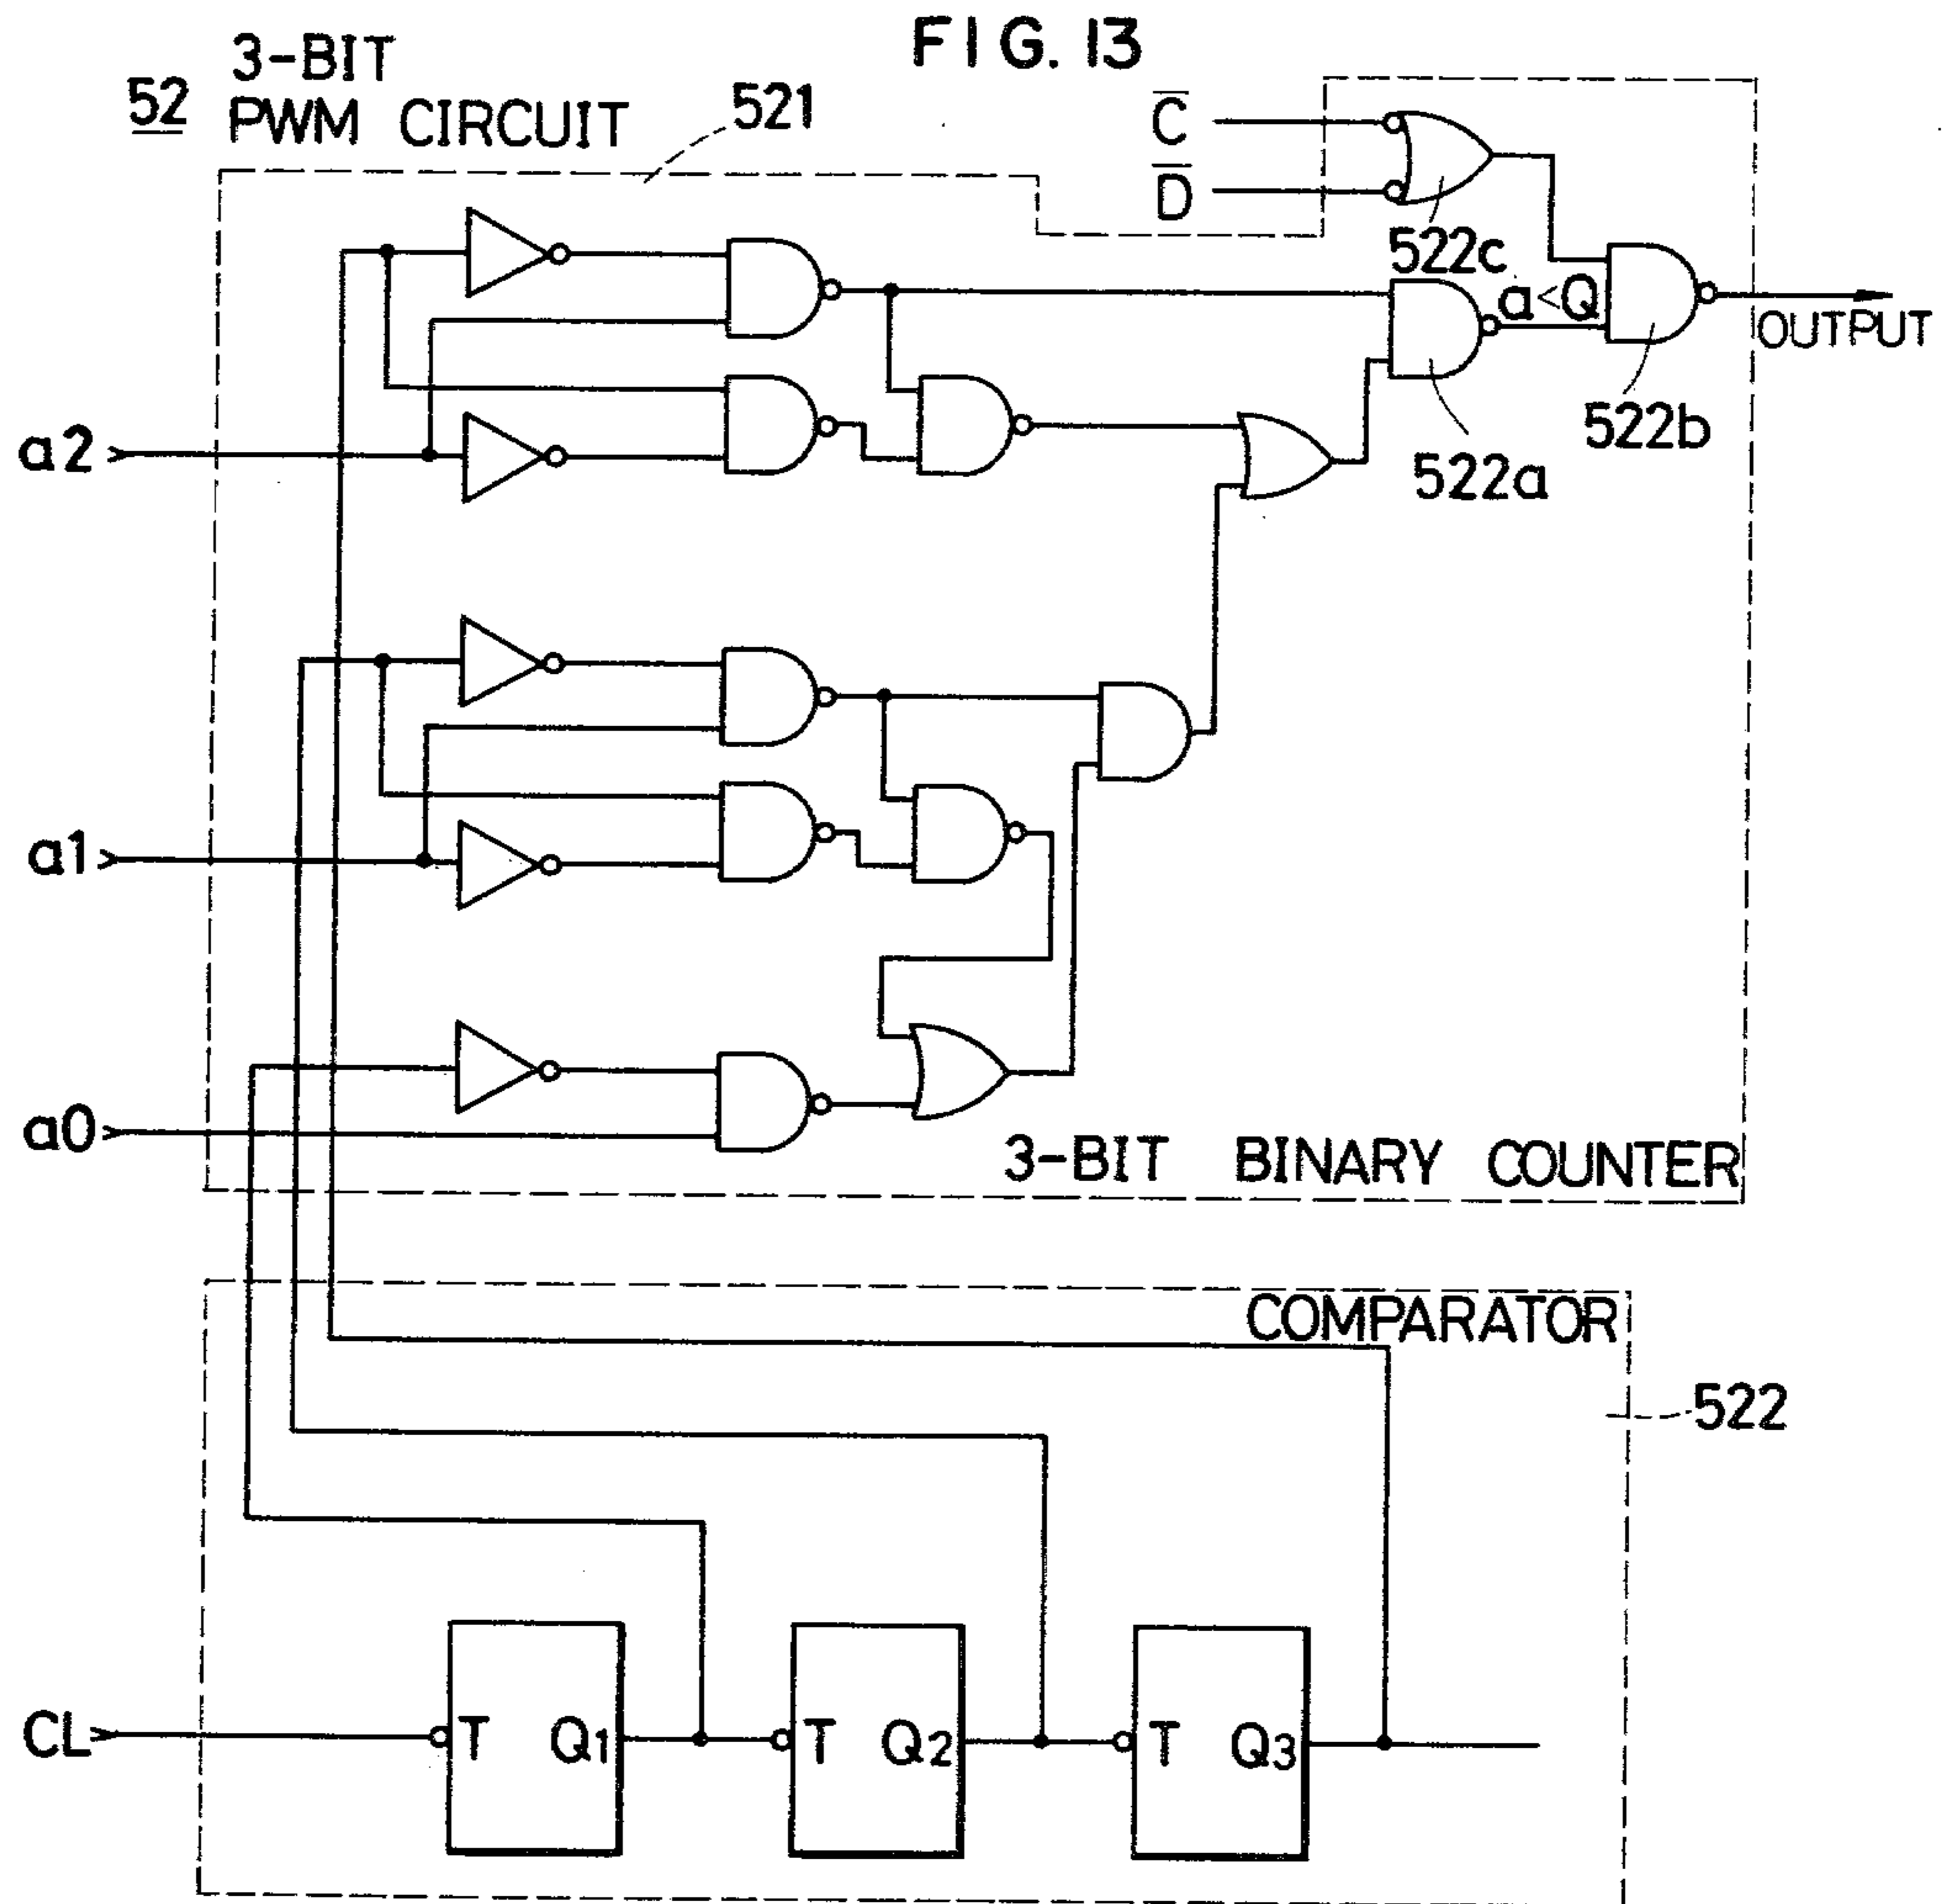 FIG. 13
52 3-BIT
PWM CIRCUIT
521
C̅
D̅
522c
a<Q
OUTPUT
522b
522a
a2
a1
a0
3-BIT BINARY COUNTER
COMPARATOR
522
CL
T Q1
T Q2
T Q3